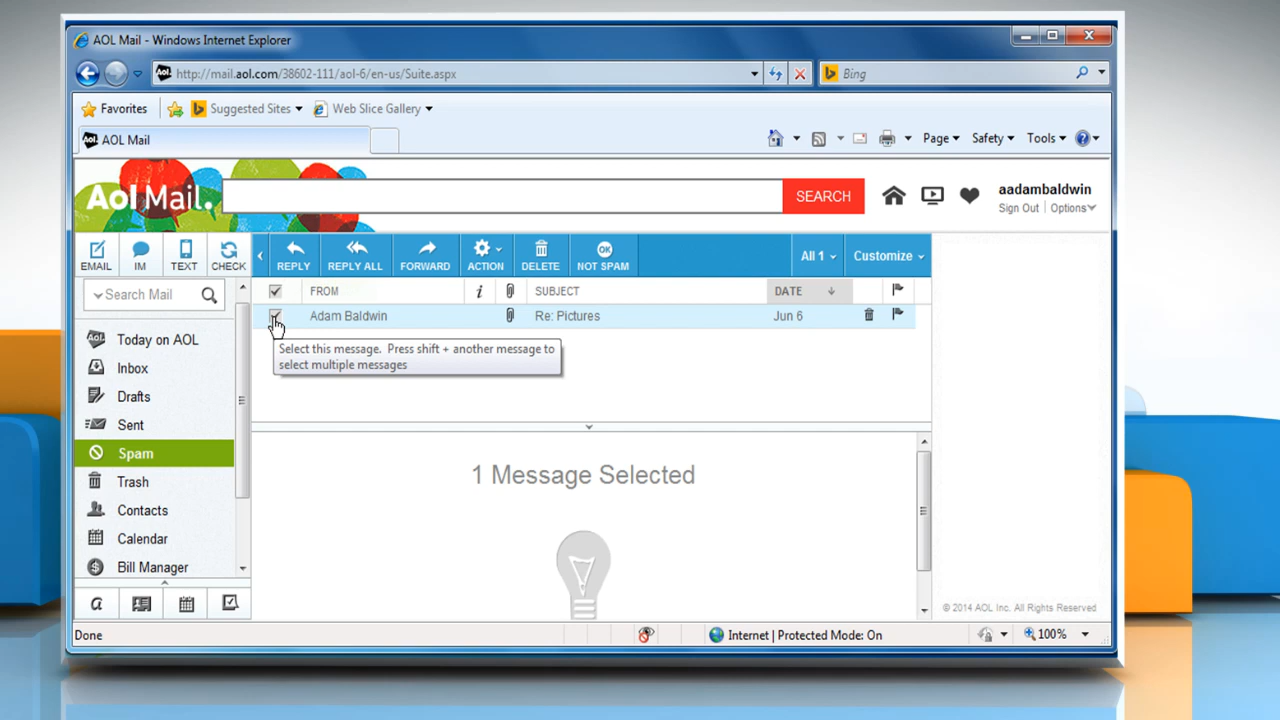 AOL Mail - Windows Internet Explorer
http://mail.aol.com/38602-111/aol-6/en-us/Suite.aspx
Bing
Favorites
Suggested Sites
Web Slice Gallery
AOL Mail
Page
Safety
Tools
Aol Mail.
SEARCH
aadambaldwin
Sign Out | Options
EMAIL
IM
TEXT
CHECK
REPLY
REPLY ALL
FORWARD
ACTION
DELETE
OK
NOT SPAM
All 1
Customize
Search Mail
FROM
i
SUBJECT
DATE
Adam Baldwin
Re: Pictures
Jun 6
Select this message. Press shift + another message to
select multiple messages
Today on AOL
Inbox
Drafts
Sent
Spam
Trash
Contacts
Calendar
Bill Manager
1 Message Selected
© 2014 AOL Inc. All Rights Reserved
Done
Internet | Protected Mode: On
100%